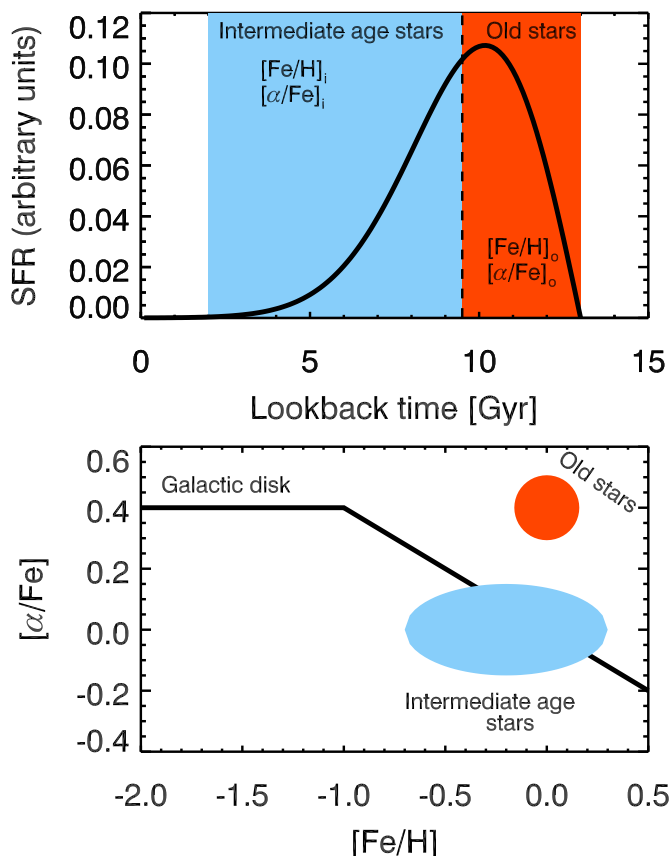 Intermediate age stars Old stars
[Fe/H]i
[α/Fe]i
[Fe/H]o
[α/Fe]o
SFR (arbitrary units)
0.12
0.10
0.08
0.06
0.04
0.02
0.00
0 5 10 15
Lookback time [Gyr]
Galactic disk
Old stars
Intermediate age
stars
[α/Fe]
0.6
0.4
0.2
0.0
-0.2
-0.4
-2.0 -1.5 -1.0 -0.5 0.0 0.5
[Fe/H]